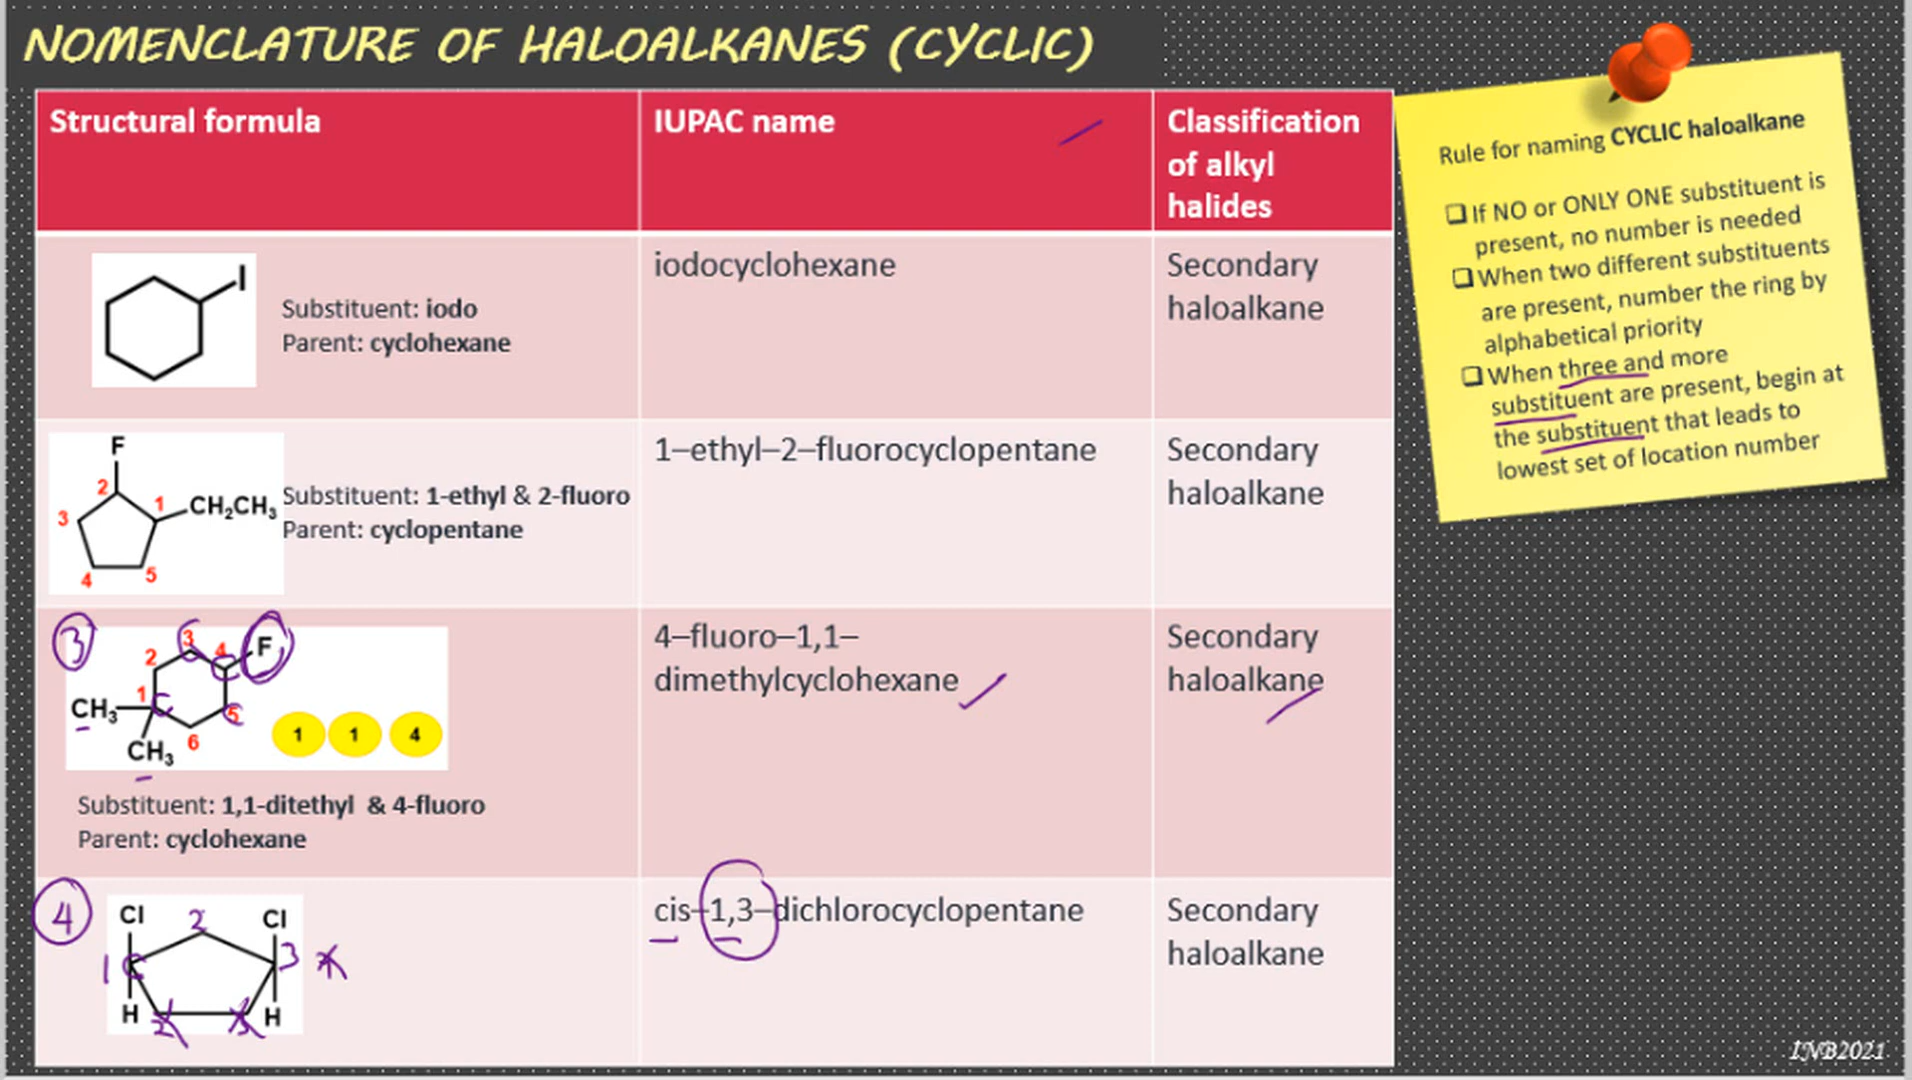 NOMENCLATURE OF HALOALKANES (CYCLIC)
Structural formula
IUPAC name
Classification
of alkyl
halides
I
Substituent: iodo
Parent: cyclohexane
iodocyclohexane
Secondary
haloalkane
F
2
1
CH₂CH₃
3
4
5
Substituent: 1-ethyl & 2-fluoro
Parent: cyclopentane
1–ethyl–2–fluorocyclopentane
Secondary
haloalkane
3
3
4
F
2
1
CH₃
5
6
CH₃
1 1 4
Substituent: 1,1-ditethyl & 4-fluoro
Parent: cyclohexane
4–fluoro–1,1–
dimethylcyclohexane
Secondary
haloalkane
4
Cl
2
Cl
1
3
H
2
H
cis–1,3–dichlorocyclopentane
Secondary
haloalkane
Rule for naming CYCLIC haloalkane
❑ If NO or ONLY ONE substituent is
present, no number is needed
❑ When two different substituents
are present, number the ring by
alphabetical priority
❑ When three and more
substituent are present, begin at
the substituent that leads to
lowest set of location number
INB2021